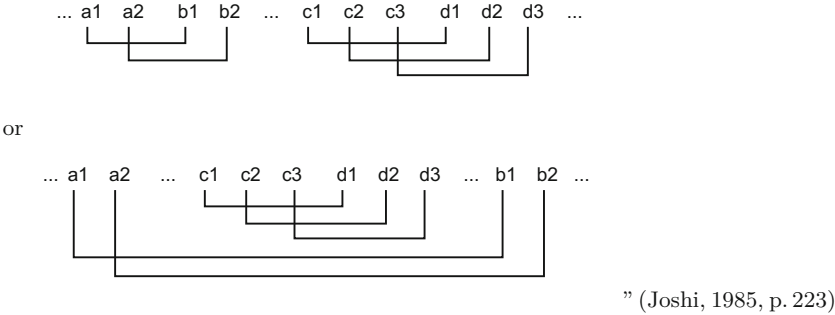 ... a1 a2 b1 b2 ... c1 c2 c3 d1 d2 d3 ...
or
... a1 a2 ... c1 c2 c3 d1 d2 d3 ... b1 b2 ...
” (Joshi, 1985, p. 223)